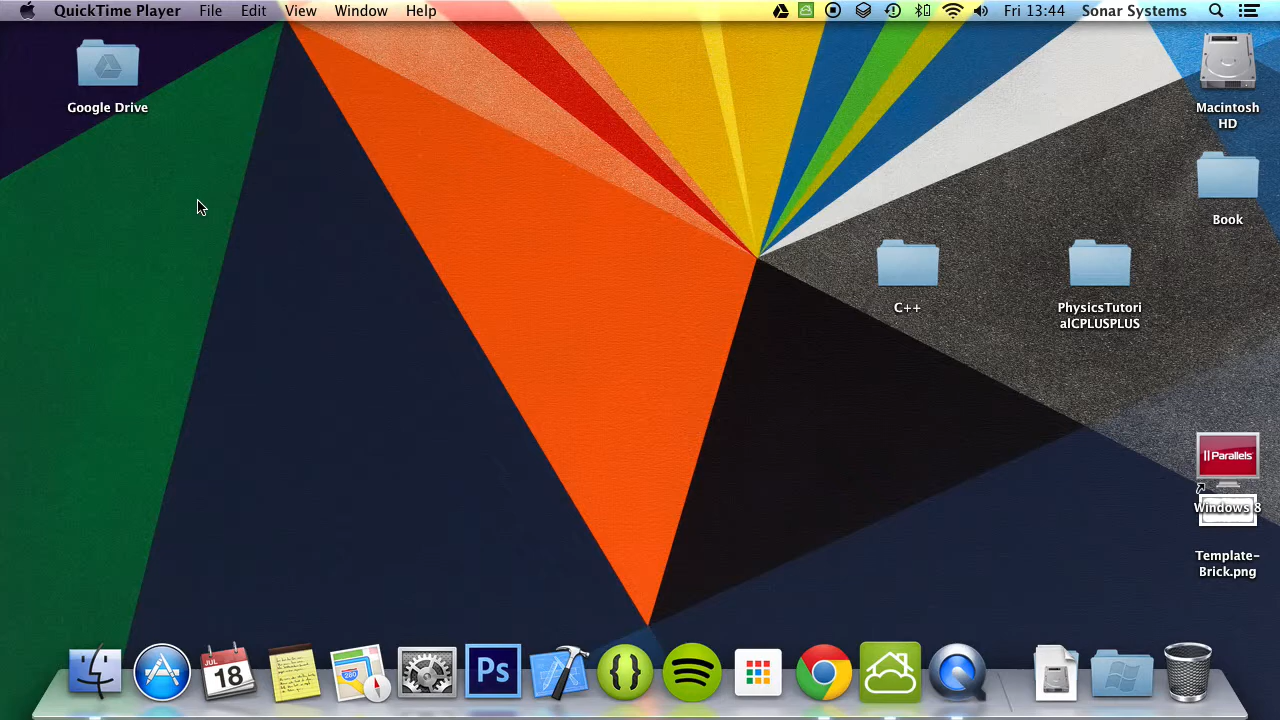 QuickTime Player File Edit View Window Help Fri 13:44 Sonar Systems
Google Drive
Macintosh
HD
Book
C++
PhysicsTutori
alCPLUSPLUS
Parallels
Windows 8
Template-
Brick.png
JUL
18
280
Ps
{}